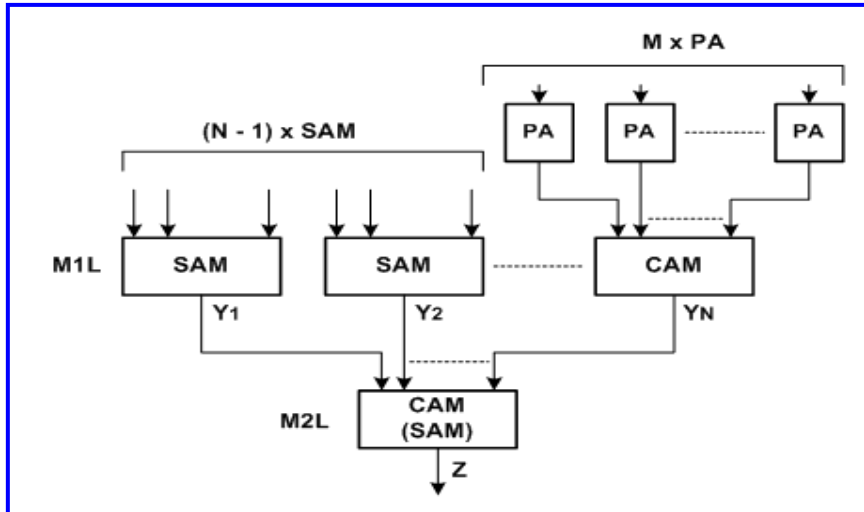 M x PA
PA PA PA
(N - 1) x SAM
M1L SAM SAM CAM
Y1 Y2 YN
M2L CAM
(SAM)
Z